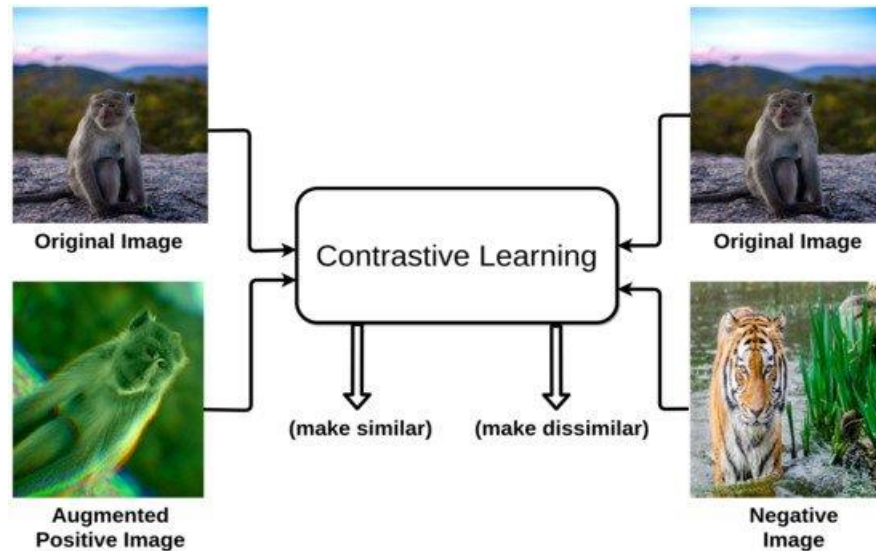 Original Image
Original Image
Contrastive Learning
(make similar)
(make dissimilar)
Augmented
Positive Image
Negative
Image